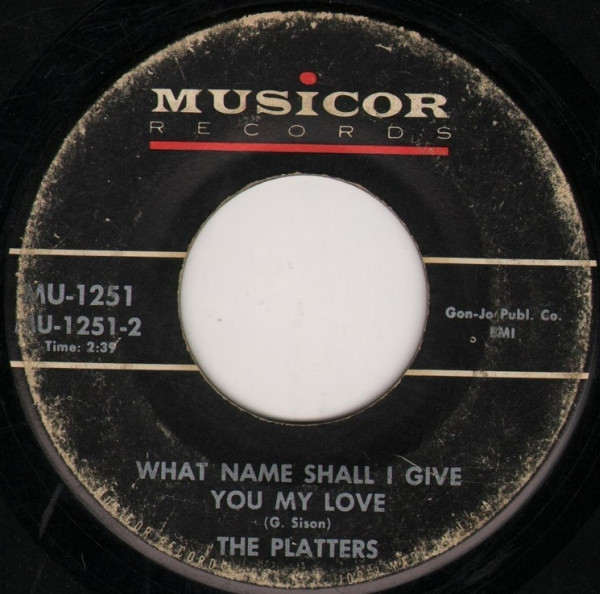 MUSICOR
RECORDS
MU-1251
MU-1251-2
Time: 2:39
Gon-Jo Publ. Co.
BMI
WHAT NAME SHALL I GIVE
YOU MY LOVE
(G. Sison)
THE PLATTERS